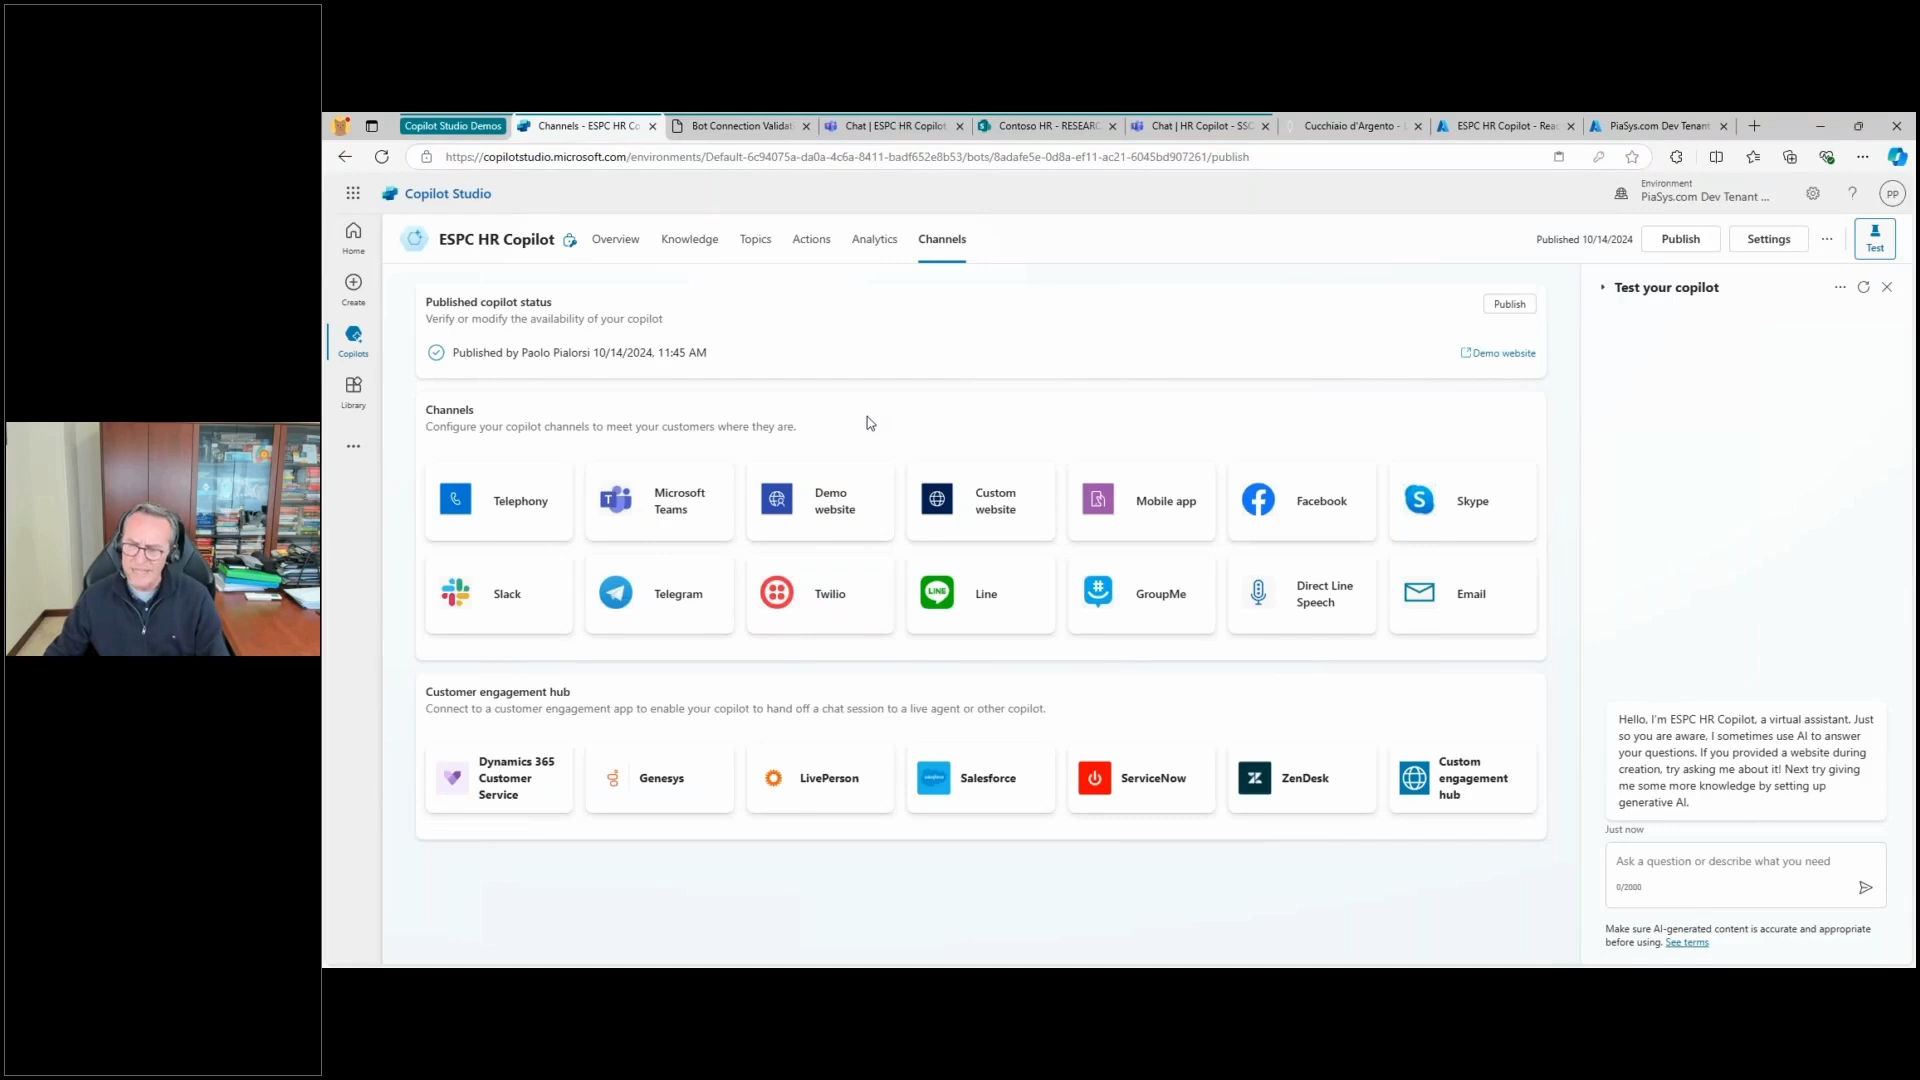 Copilot Studio Demos
Channels - ESPC HR Co
Bot Connection Validat
Chat | ESPC HR Copilot
Contoso HR - RESEARC
Chat | HR Copilot - SSC
Cucchiaio d'Argento -
ESPC HR Copilot - Rea
PiaSys.com Dev Tenant
https://copilotstudio.microsoft.com/environments/Default-6c94075a-da0a-4c6a-8411-badf652e8b53/bots/8adafe5e-0d8a-ef11-ac21-6045bd907261/publish
Copilot Studio
Environment
PiaSys.com Dev Tenant ...
PP
Home
Create
Copilots
Library
ESPC HR Copilot
Overview
Knowledge
Topics
Actions
Analytics
Channels
Published 10/14/2024
Publish
Settings
Test
Published copilot status
Verify or modify the availability of your copilot
Publish
Published by Paolo Pialorsi 10/14/2024, 11:45 AM
Demo website
Channels
Configure your copilot channels to meet your customers where they are.
Telephony
Microsoft
Teams
Demo
website
Custom
website
Mobile app
Facebook
Skype
Slack
Telegram
Twilio
LINE
Line
GroupMe
Direct Line
Speech
Email
Customer engagement hub
Connect to a customer engagement app to enable your copilot to hand off a chat session to a live agent or other copilot.
Dynamics 365
Customer
Service
Genesys
LivePerson
salesforce
Salesforce
ServiceNow
ZenDesk
Custom
engagement
hub
Test your copilot
Hello, I'm ESPC HR Copilot, a virtual assistant. Just
so you are aware, I sometimes use AI to answer
your questions. If you provided a website during
creation, try asking me about it! Next try giving
me some more knowledge by setting up
generative AI.
Just now
Ask a question or describe what you need
0/2000
Make sure AI-generated content is accurate and appropriate
before using. See terms